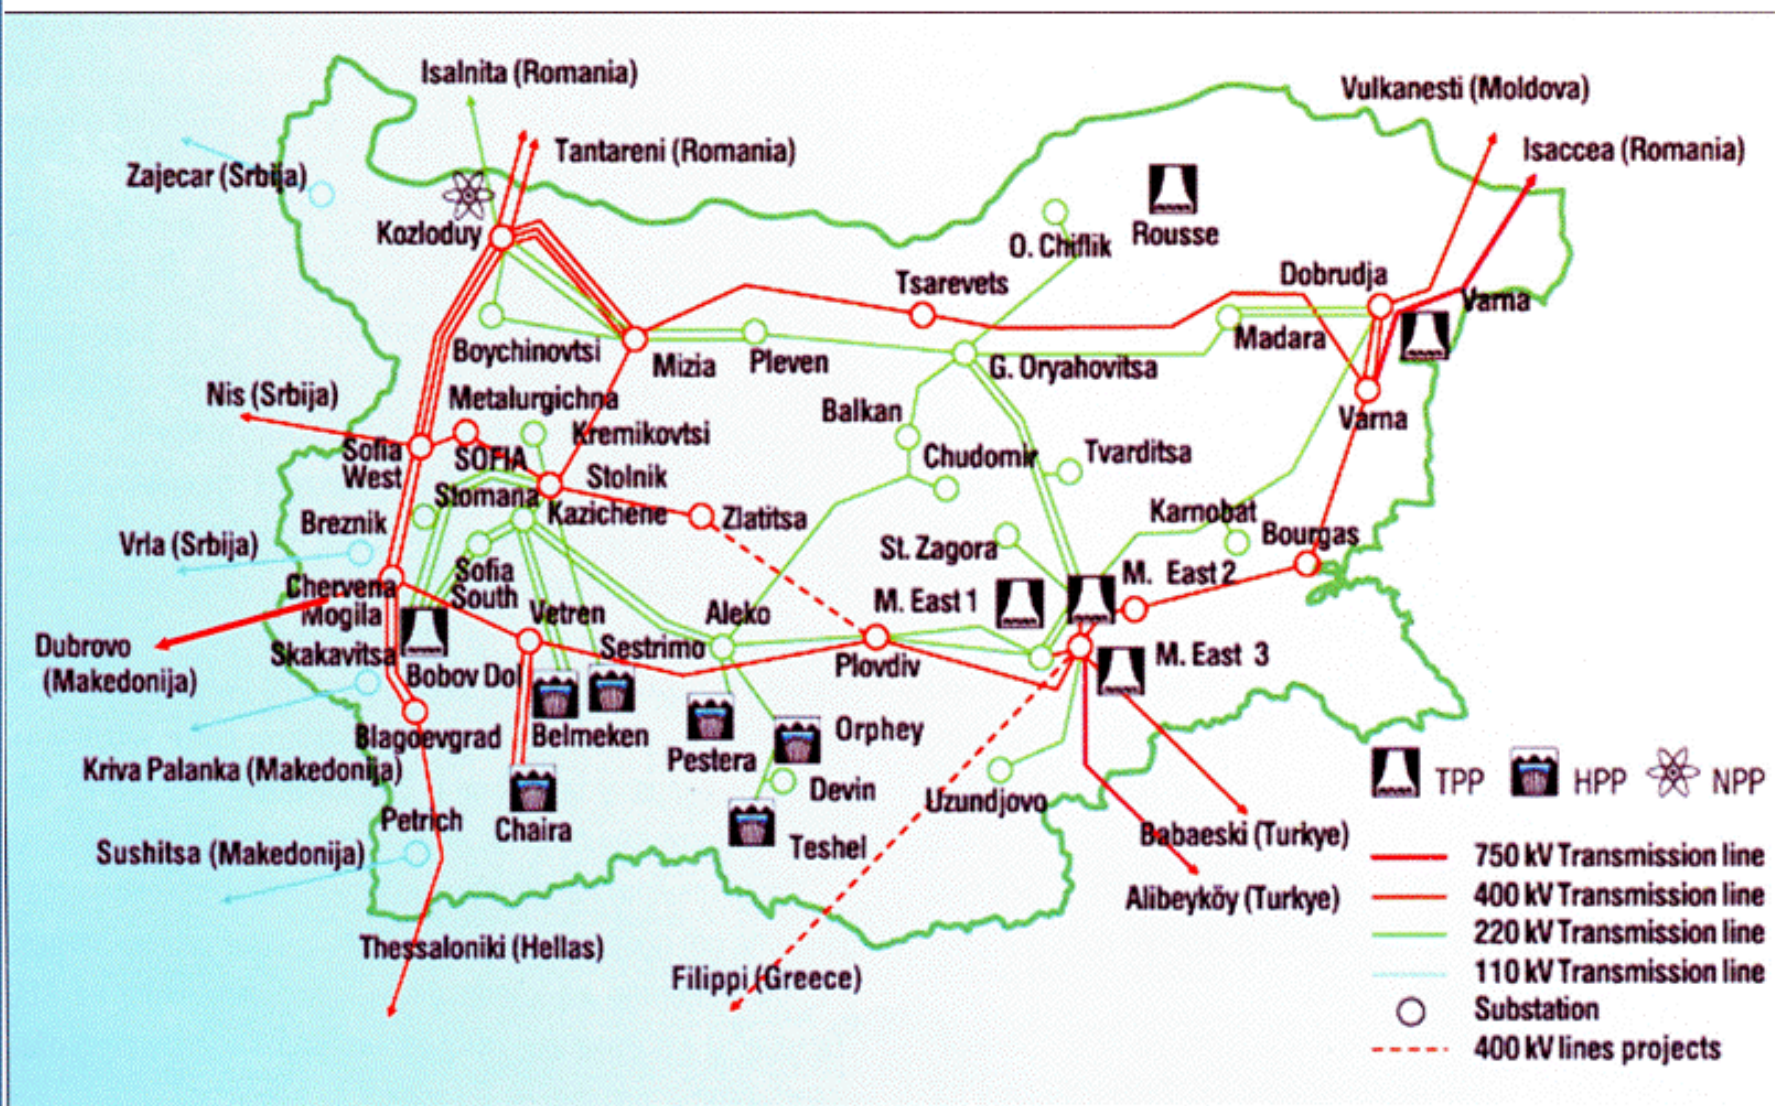 Isalnita (Romania)
Vulkanesti (Moldova)
Tantareni (Romania)
Isaccea (Romania)
Zajecar (Srbija)
Kozloduy
O. Chiflik
Rousse
Tsarevets
Dobrudja
Varna
Boychinovtsi
Mizia
Pleven
G. Oryahovitsa
Madara
Nis (Srbija)
Metalurgichna
Balkan
Varna
Kremikovtsi
Sofia
West
SOFIA
Stolnik
Chudomir
Tvarditsa
Stomana
Breznik
Kazichene
Zlatitsa
Karnobat
Bourgas
Vrla (Srbija)
St. Zagora
Sofia
South
Chervena
Mogila
M. East 2
M. East 1
Vetren
Aleko
Dubrovo
(Makedonija)
Skakavitsa
Sestrimo
Plovdiv
M. East 3
Bobov Dol
Blagoevgrad
Belmeken
Pestera
Orphey
Kriva Palanka (Makedonija)
Devin
Uzundjovo
TPP
HPP
NPP
Petrich
Chaira
Teshel
Babaeski (Turkye)
Sushitsa (Makedonija)
750 kV Transmission line
Alibeyköy (Turkye)
400 kV Transmission line
220 kV Transmission line
Thessaloniki (Hellas)
Filippi (Greece)
110 kV Transmission line
Substation
400 kV lines projects